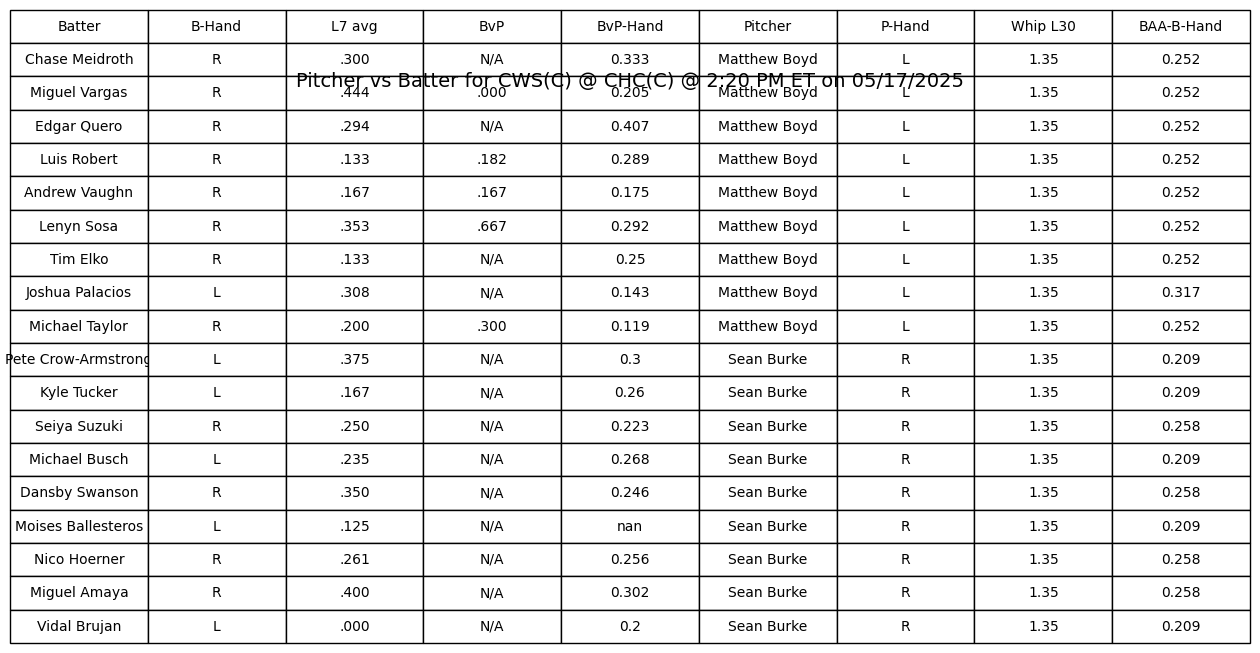 Batter B-Hand L7 avg BvP BvP-Hand Pitcher P-Hand Whip L30 BAA-B-Hand
Chase Meidroth R .300 N/A 0.333 Matthew Boyd L 1.35 0.252
Pitcher vs Batter for CWS(C) @ CHC(C) @ 2:20 PM ET on 05/17/2025
Miguel Vargas R .444 .000 0.205 Matthew Boyd L 1.35 0.252
Edgar Quero R .294 N/A 0.407 Matthew Boyd L 1.35 0.252
Luis Robert R .133 .182 0.289 Matthew Boyd L 1.35 0.252
Andrew Vaughn R .167 .167 0.175 Matthew Boyd L 1.35 0.252
Lenyn Sosa R .353 .667 0.292 Matthew Boyd L 1.35 0.252
Tim Elko R .133 N/A 0.25 Matthew Boyd L 1.35 0.252
Joshua Palacios L .308 N/A 0.143 Matthew Boyd L 1.35 0.317
Michael Taylor R .200 .300 0.119 Matthew Boyd L 1.35 0.252
Pete Crow-Armstrong L .375 N/A 0.3 Sean Burke R 1.35 0.209
Kyle Tucker L .167 N/A 0.26 Sean Burke R 1.35 0.209
Seiya Suzuki R .250 N/A 0.223 Sean Burke R 1.35 0.258
Michael Busch L .235 N/A 0.268 Sean Burke R 1.35 0.209
Dansby Swanson R .350 N/A 0.246 Sean Burke R 1.35 0.258
Moises Ballesteros L .125 N/A nan Sean Burke R 1.35 0.209
Nico Hoerner R .261 N/A 0.256 Sean Burke R 1.35 0.258
Miguel Amaya R .400 N/A 0.302 Sean Burke R 1.35 0.258
Vidal Brujan L .000 N/A 0.2 Sean Burke R 1.35 0.209